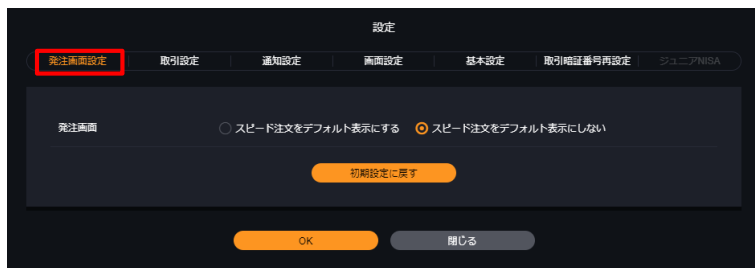 設定
発注画面設定 取引設定 通知設定 画面設定 基本設定 取引暗証番号再設定 ジュニアNISA
発注画面 スピード注文をデフォルト表示にする スピード注文をデフォルト表示にしない
初期設定に戻す
OK 閉じる